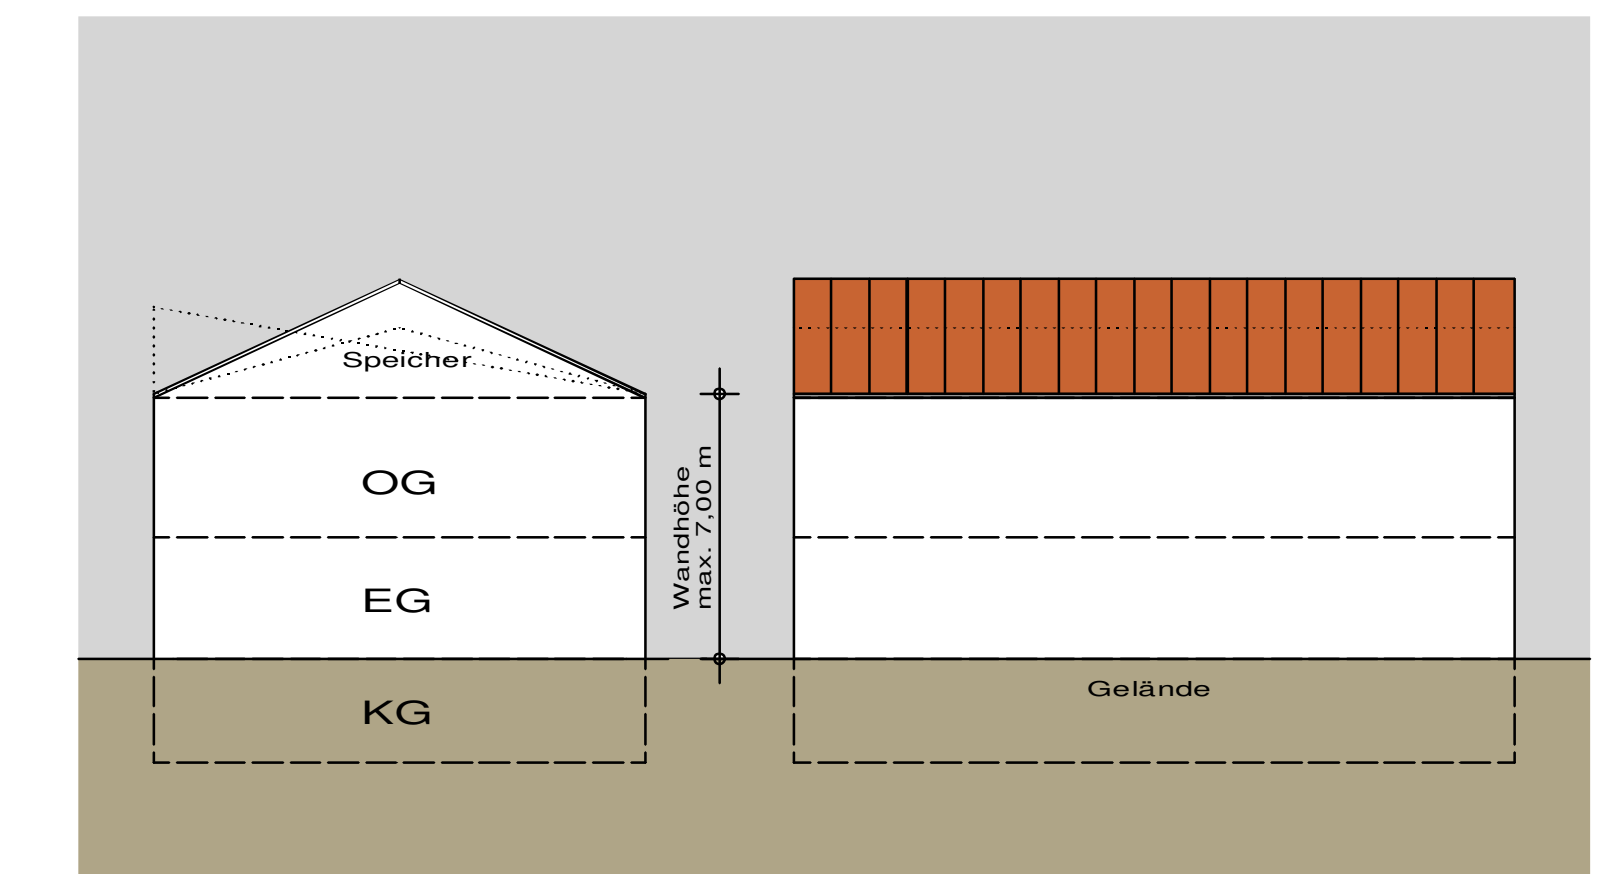 Speicher
OG
EG
KG
Wandhöhe
max. 7,00 m
Gelände